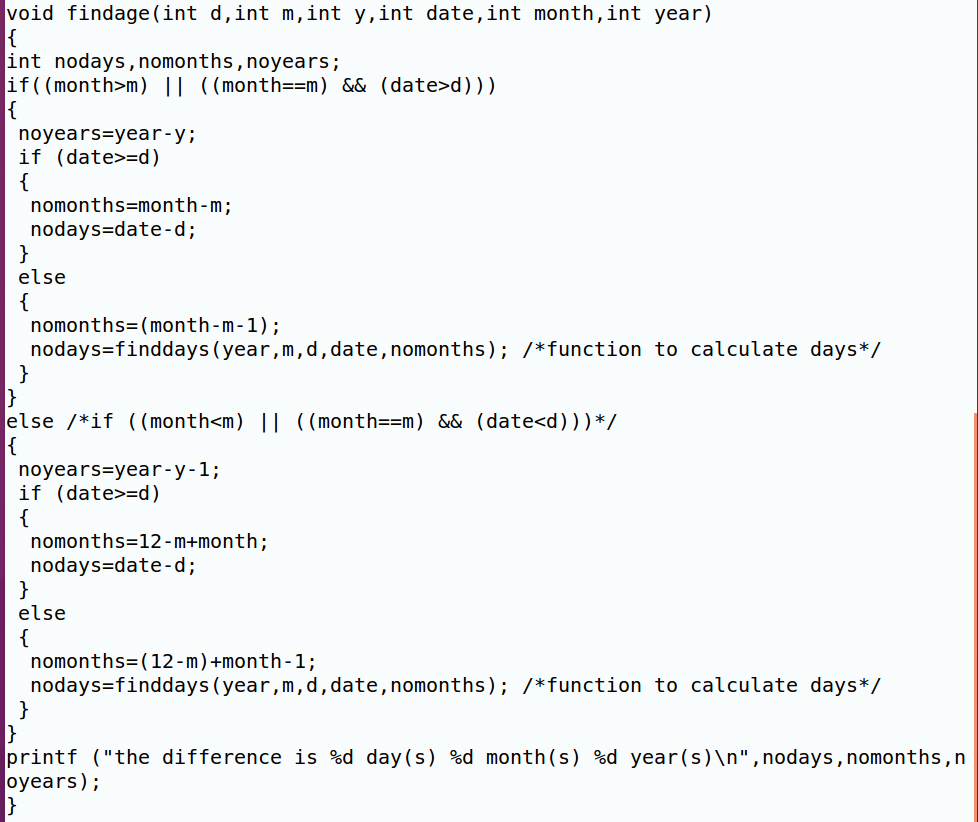 void findage(int d,int m,int y,int date,int month,int year)
{
int nodays,nomonths,noyears;
if((month>m) || ((month==m) && (date>d)))
{
 noyears=year-y;
 if (date>=d)
 {
  nomonths=month-m;
  nodays=date-d;
 }
 else
 {
  nomonths=(month-m-1);
  nodays=finddays(year,m,d,date,nomonths); /*function to calculate days*/
 }
}
else /*if ((month<m) || ((month==m) && (date<d)))*/
{
 noyears=year-y-1;
 if (date>=d)
 {
  nomonths=12-m+month;
  nodays=date-d;
 }
 else
 {
  nomonths=(12-m)+month-1;
  nodays=finddays(year,m,d,date,nomonths); /*function to calculate days*/
 }
}
printf ("the difference is %d day(s) %d month(s) %d year(s)\n",nodays,nomonths,n
oyears);
}